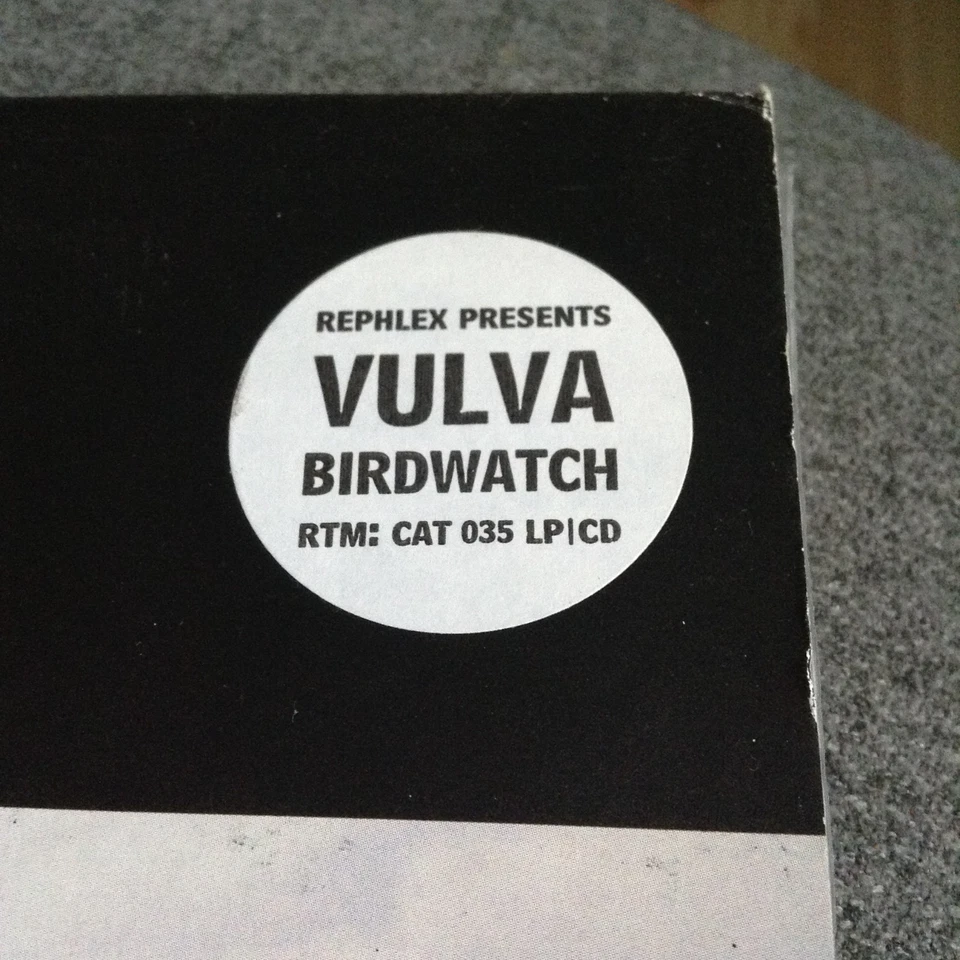 REPHLEX PRESENTS
VULVA
BIRDWATCH
RTM: CAT 035 LP|CD